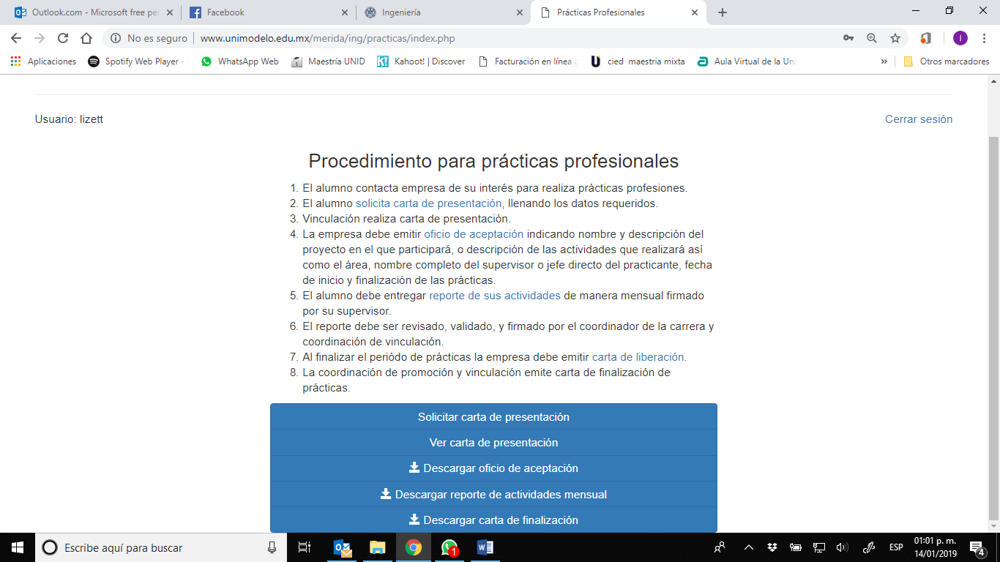 Outlook.com - Microsoft free per
Facebook
Ingeniería
Prácticas Profesionales
No es seguro
www.unimodelo.edu.mx/merida/ing/practicas/index.php
I
Aplicaciones
Spotify Web Player -
WhatsApp Web
Maestría UNID
Kahoot! | Discover
Facturación en línea
cied maestria mixta
Aula Virtual de la Uni
»
Otros marcadores
Usuario: lizett
Cerrar sesión
Procedimiento para prácticas profesionales
1. El alumno contacta empresa de su interés para realiza prácticas profesiones.
2. El alumno solicita carta de presentación, llenando los datos requeridos.
3. Vinculación realiza carta de presentación.
4. La empresa debe emitir oficio de aceptación indicando nombre y descripción del
proyecto en el que participará, o descripción de las actividades que realizará así
como el área, nombre completo del supervisor o jefe directo del practicante, fecha
de inicio y finalización de las prácticas.
5. El alumno debe entregar reporte de sus actividades de manera mensual firmado
por su supervisor.
6. El reporte debe ser revisado, validado, y firmado por el coordinador de la carrera y
coordinación de vinculación.
7. Al finalizar el periódo de prácticas la empresa debe emitir carta de liberación.
8. La coordinación de promoción y vinculación emite carta de finalización de
prácticas.
Solicitar carta de presentación
Ver carta de presentación
Descargar oficio de aceptación
Descargar reporte de actividades mensual
Descargar carta de finalización
Escribe aquí para buscar
1
ESP
01:01 p. m.
14/01/2019
4